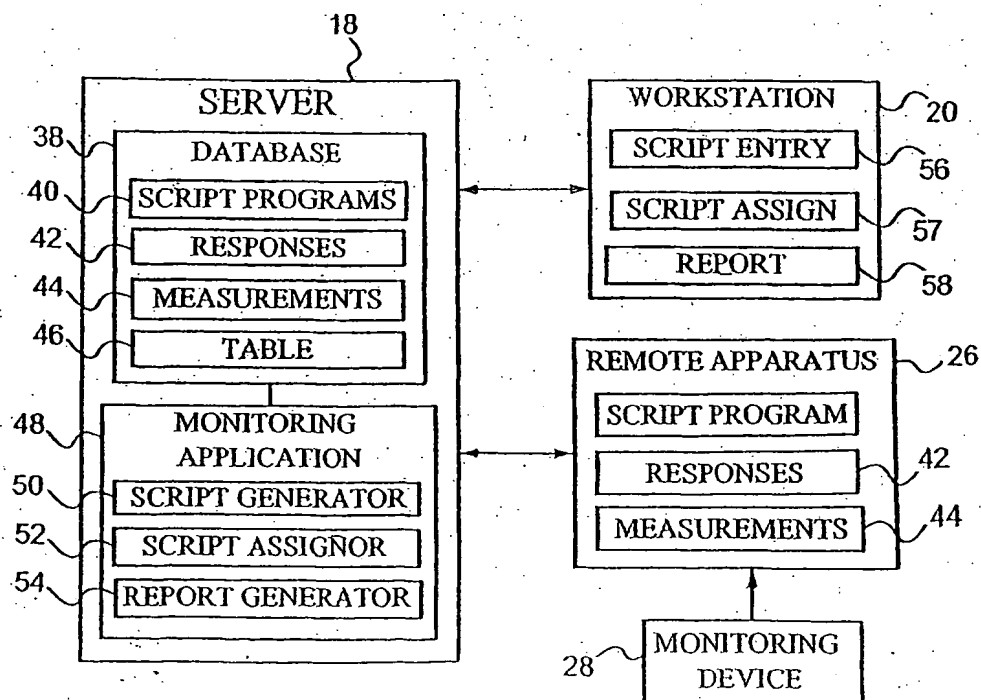 18
SERVER
38
DATABASE
40
SCRIPT PROGRAMS
42
RESPONSES
44
MEASUREMENTS
46
TABLE
48
MONITORING
APPLICATION
50
SCRIPT GENERATOR
52
SCRIPT ASSIGNOR
54
REPORT GENERATOR
WORKSTATION
20
SCRIPT ENTRY
56
SCRIPT ASSIGN
57
REPORT
58
REMOTE APPARATUS
26
SCRIPT PROGRAM
RESPONSES
42
MEASUREMENTS
44
28
MONITORING
DEVICE